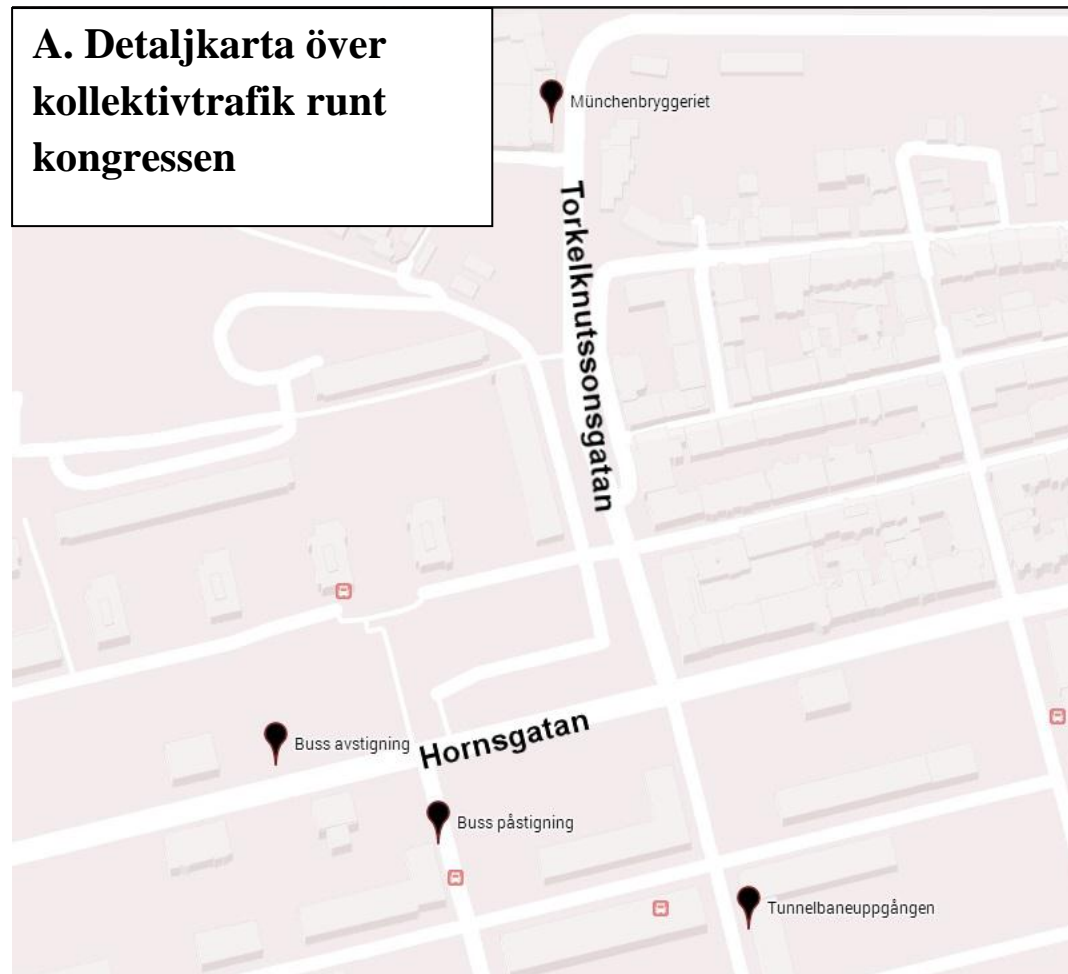 A. Detaljkarta över
kollektivtrafik runt
kongressen
Münchenbryggeriet
Torkelknutssonsgatan
Buss avstigning
Hornsgatan
Buss påstigning
Tunnelbaneuppgången